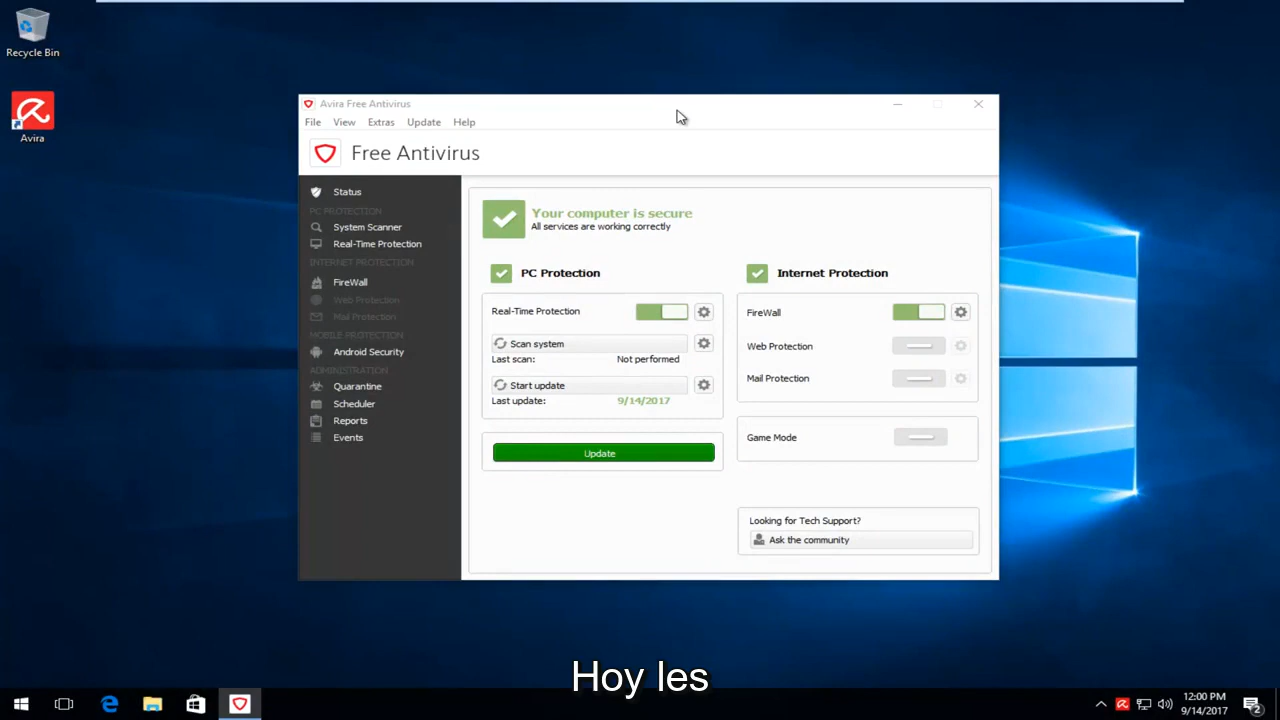 Recycle Bin
Avira
Avira Free Antivirus
File View Extras Update Help
Free Antivirus
Status
PC PROTECTION
System Scanner
Real-Time Protection
INTERNET PROTECTION
FireWall
Web Protection
Mail Protection
MOBILE PROTECTION
Android Security
ADMINISTRATION
Quarantine
Scheduler
Reports
Events
Your computer is secure
All services are working correctly
PC Protection
Real-Time Protection
Scan system
Last scan: Not performed
Start update
Last update: 9/14/2017
Update
Internet Protection
FireWall
Web Protection
Mail Protection
Game Mode
Looking for Tech Support?
Ask the community
Hoy les
12:00 PM
9/14/2017
2